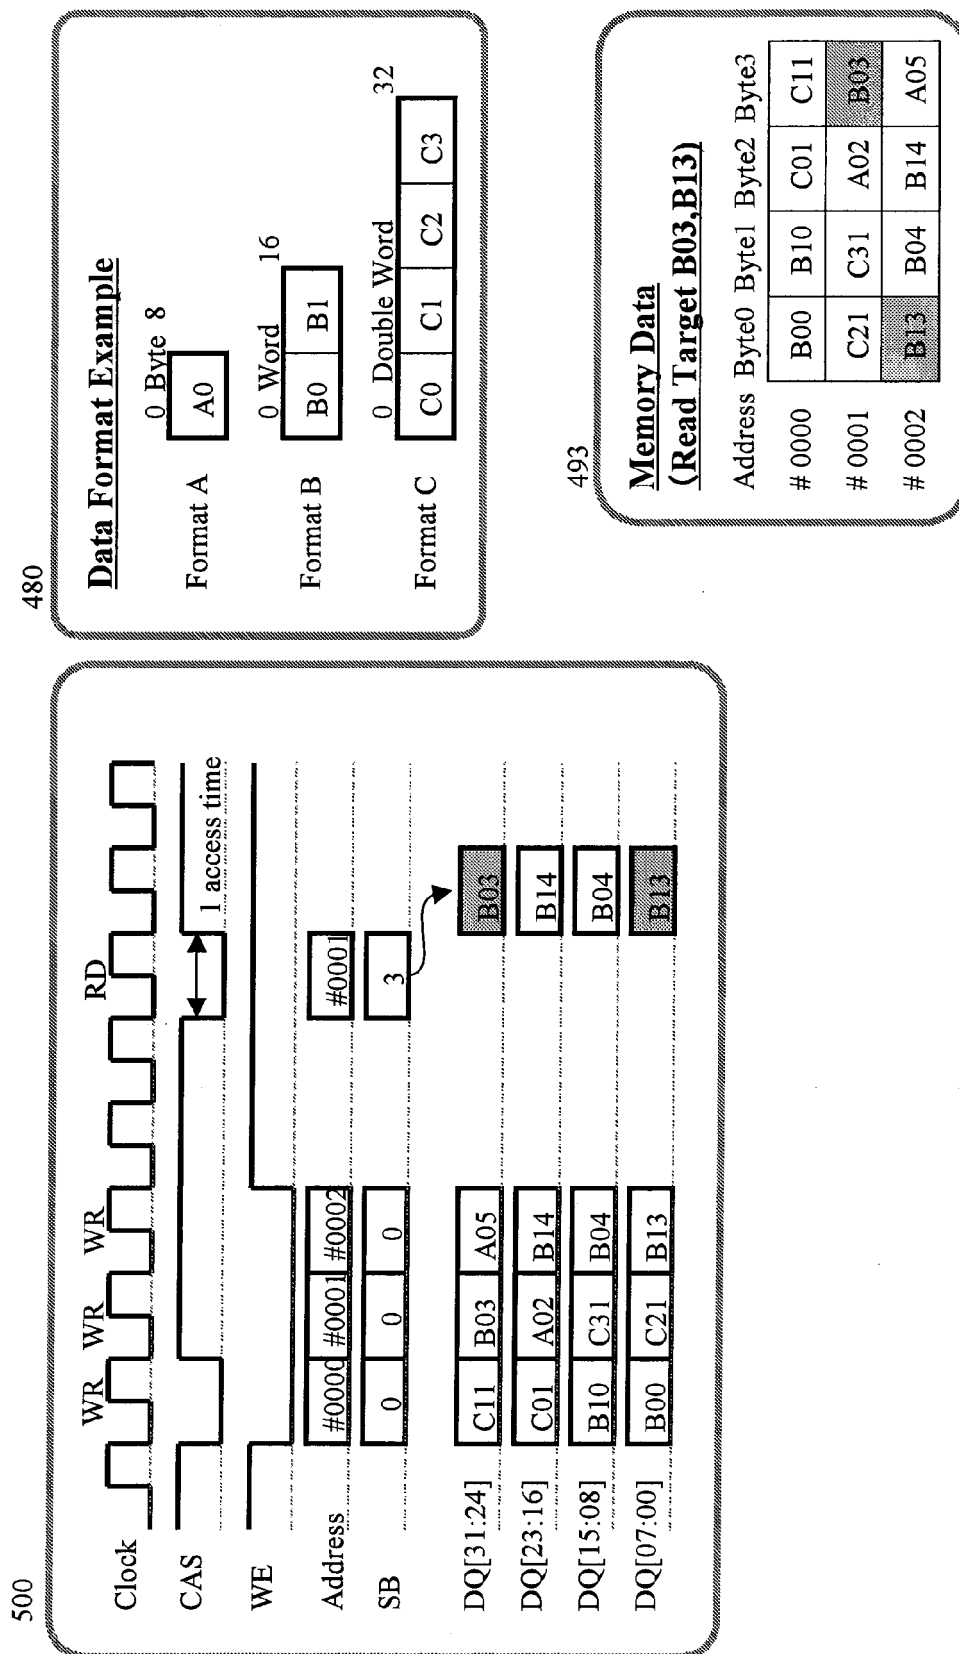 500
Clock
WR WR WR RD
CAS
1 access time
WE
Address #0000 #0001 #0002 #0001
SB 0 0 0 3
DQ[31:24] C11 B03 A05 B03
DQ[23:16] C01 A02 B14 B14
DQ[15:08] B10 C31 B04 B04
DQ[07:00] B00 C21 B13 B13
480
Data Format Example
0 Byte 8
Format A A0
0 Word 16
Format B B0 B1
0 Double Word 32
Format C C0 C1 C2 C3
493
Memory Data
(Read Target B03,B13)
Address Byte0 Byte1 Byte2 Byte3
# 0000 B00 B10 C01 C11
# 0001 C21 C31 A02 B03
# 0002 B13 B04 B14 A05